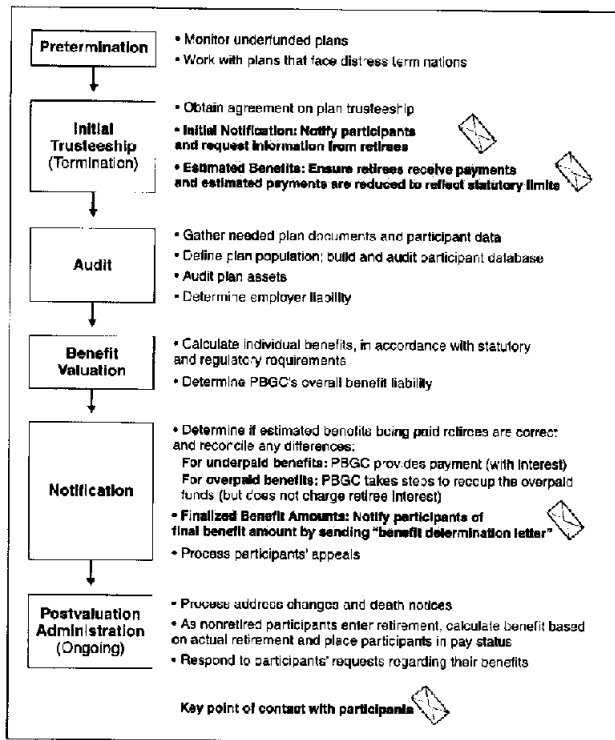 Pretermination
• Monitor underfunded plans
• Work with plans that face distress term nations
Initial
Trusteeship
(Termination)
• Obtain agreement on plan trusteeship
• Initial Notification: Notify participants
and request information from retirees
• Estimated Benefits: Ensure retirees receive payments
and estimated payments are reduced to reflect statutory limits
Audit
• Gather needed plan documents and participant data
• Define plan population; build and audit participant database
• Audit plan assets
• Determine employer liability
Benefit
Valuation
• Calculate individual benefits, in accordance with statutory
and regulatory requirements
• Determine PBGC's overall benefit liability
Notification
• Determine if estimated benefits being paid retirees are correct
and reconcile any differences:
For underpaid benefits: PBGC provides payment (with interest)
For overpaid benefits: PBGC takes steps to recoup the overpaid
funds (but does not charge retiree interest)
• Finalized Benefit Amounts: Notify participants of
final benefit amount by sending "benefit determination letter"
• Process participants' appeals
Postvaluation
Administration
(Ongoing)
• Process address changes and death notices
• As nonretired participants enter retirement, calculate benefit based
on actual retirement and place participants in pay status
• Respond to participants' requests regarding their benefits
Key point of contact with participants